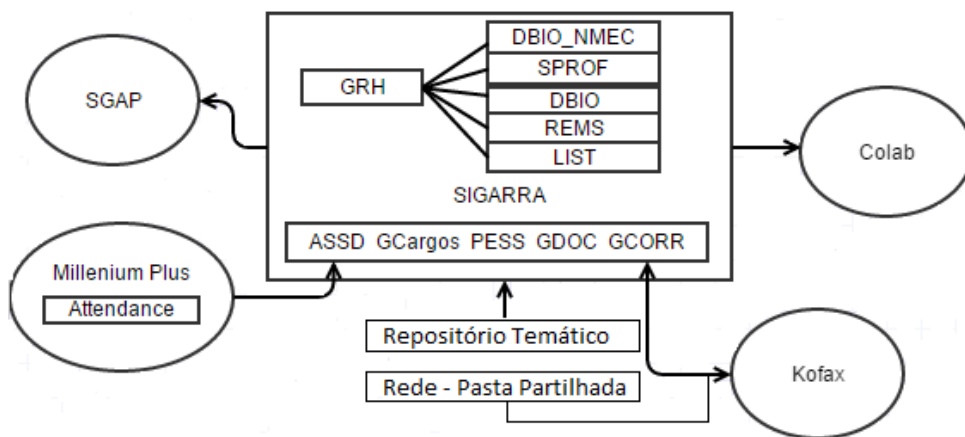 DBIO_NMEC
SPROF
GRH
DBIO
SGAP
REMS
Colab
LIST
SIGARRA
ASSD GCargos PESS GDOC GCORR
Millenium Plus
Attendance
Repositório Temático
Rede - Pasta Partilhada
Kofax